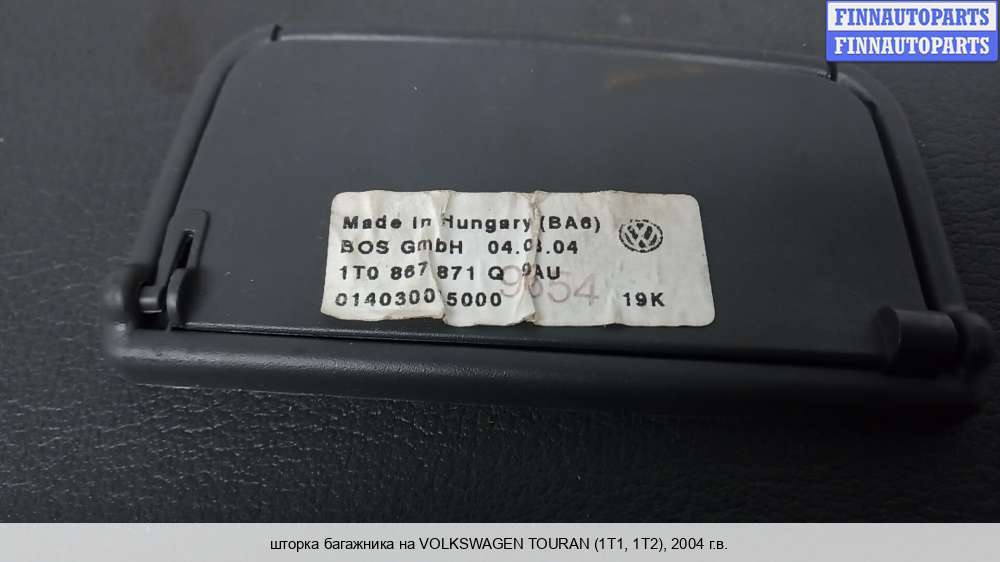 FINNAUTOPARTS
FINNAUTOPARTS
Made in Hungary (BA6)
BOS GmbH 04.03.04
1T0 867 871 Q 9AU
0140300 5000 9654 19K
шторка багажника на VOLKSWAGEN TOURAN (1T1, 1T2), 2004 г.в.